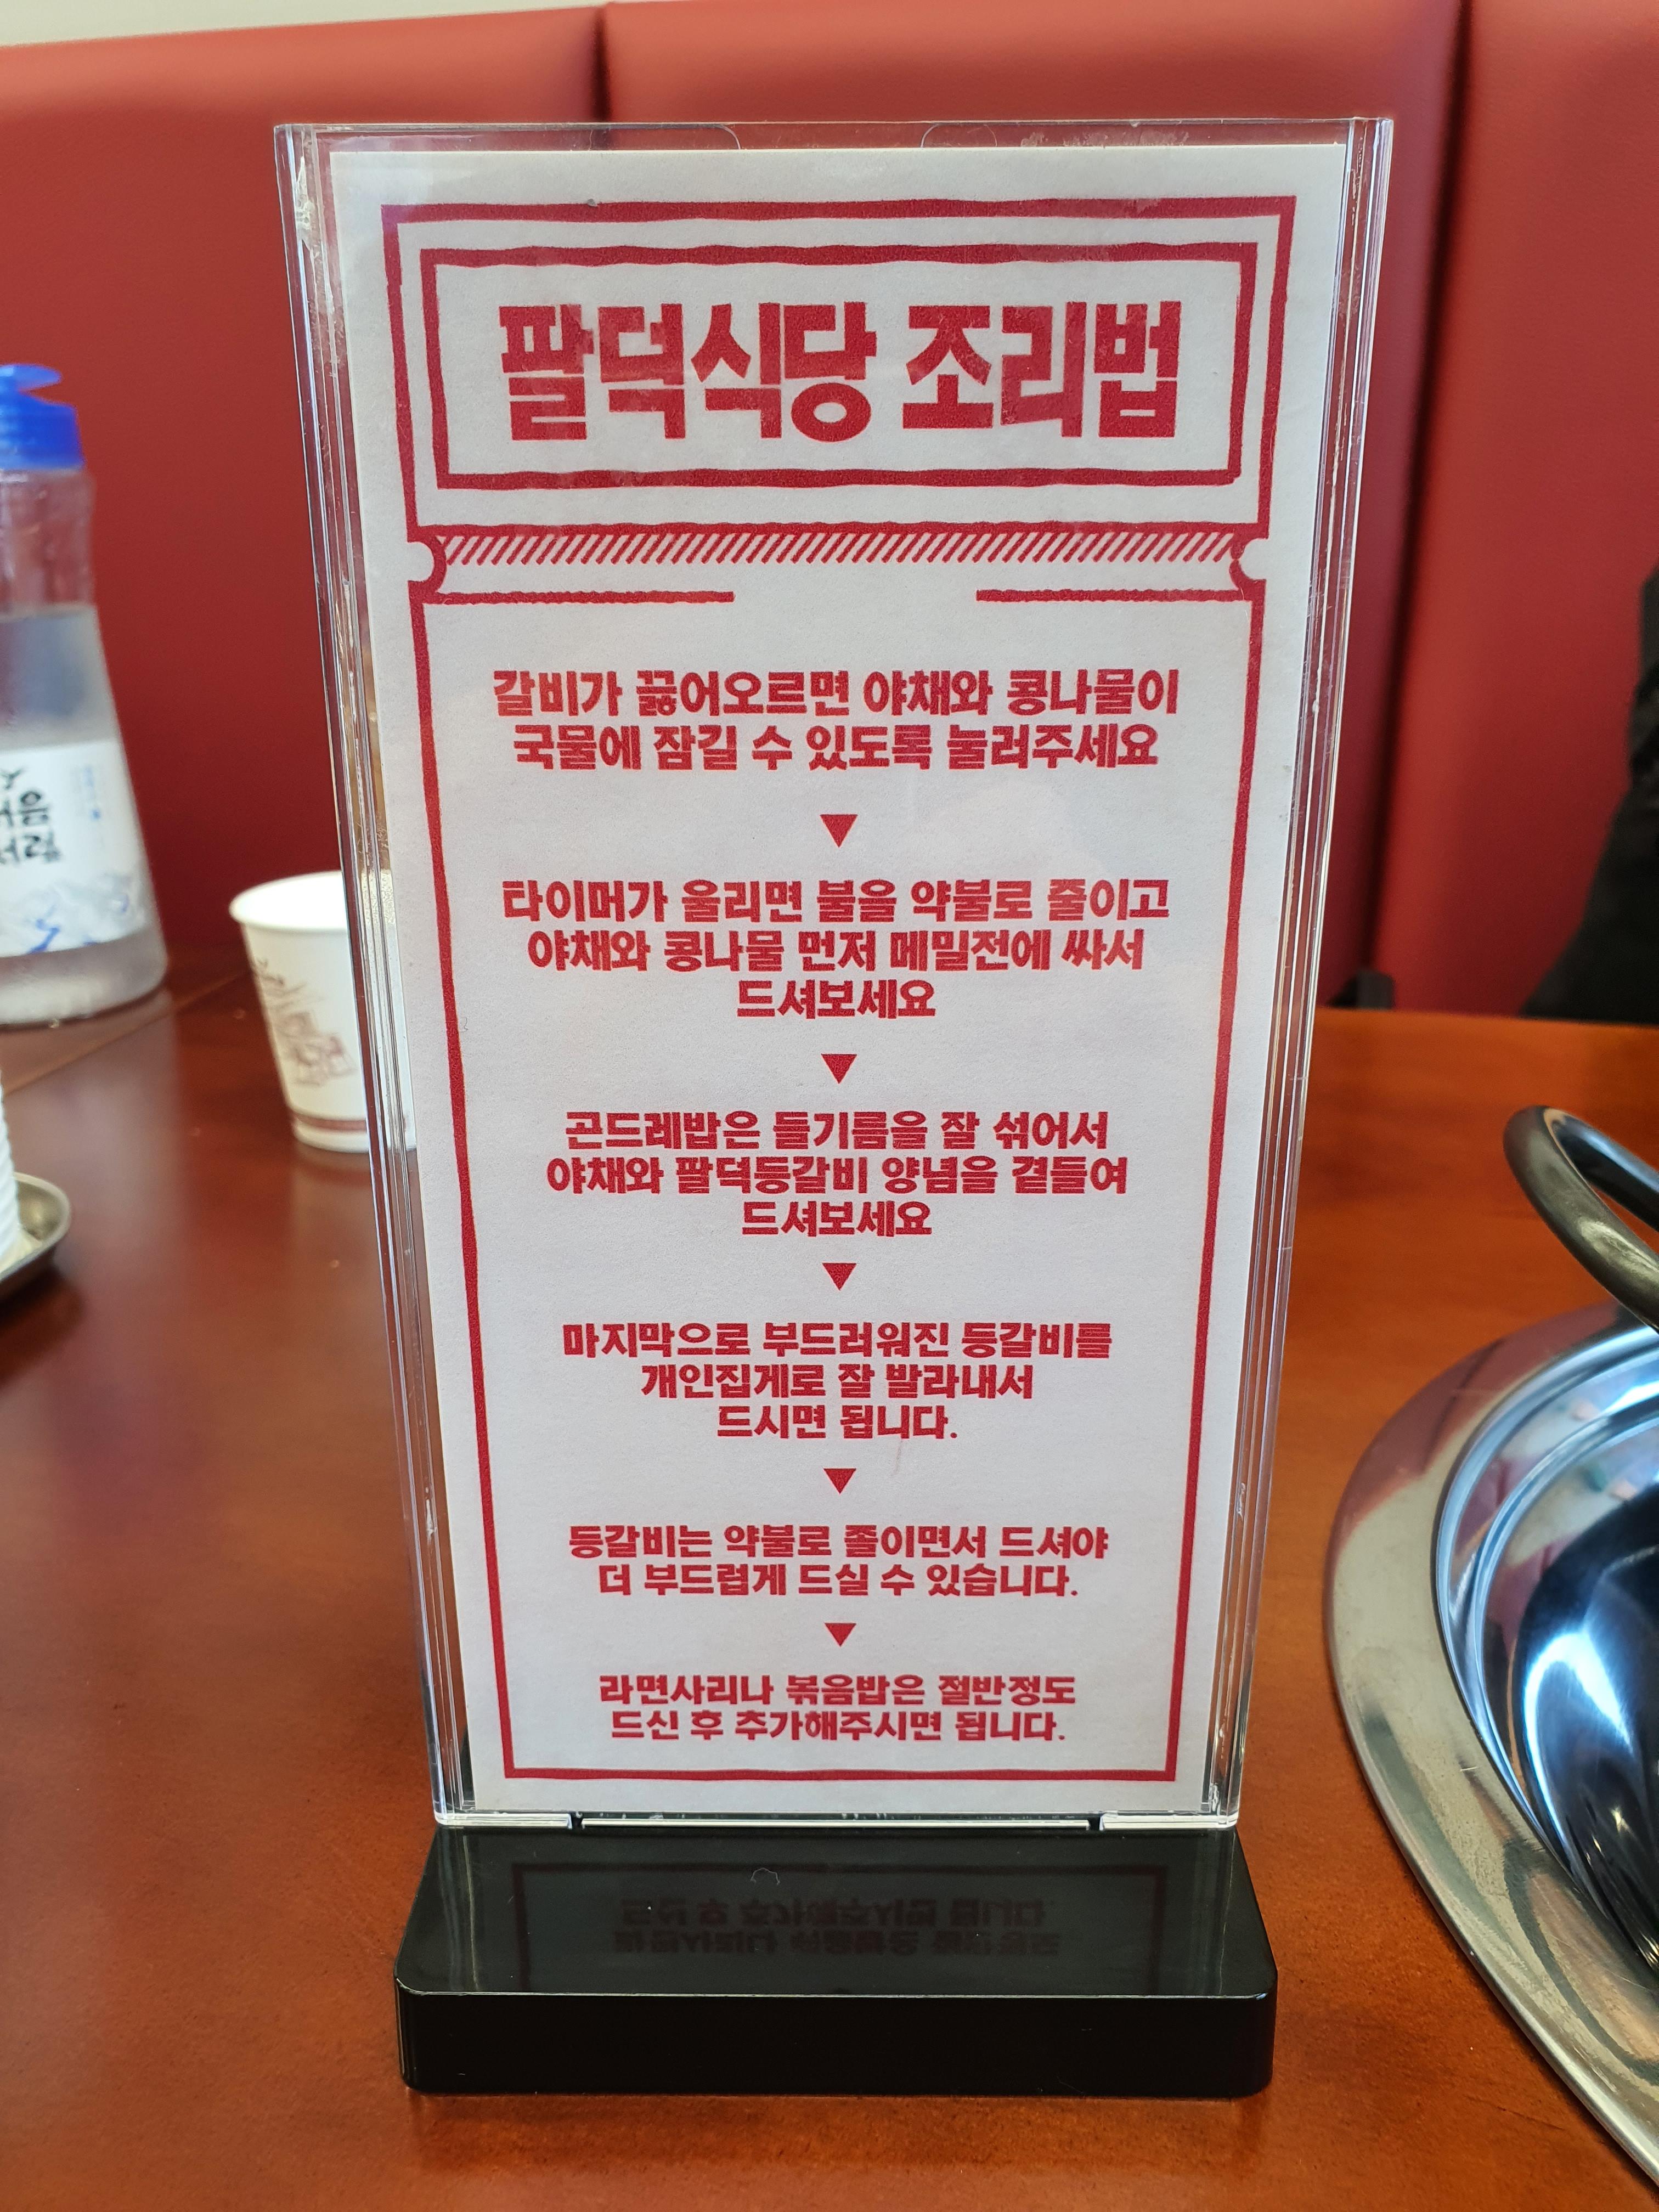 팔덕식당 조리법
갈비가 끓어오르면 야채와 콩나물이
국물에 잠길 수 있도록 눌러주세요
타이머가 울리면 불을 약불로 줄이고
야채와 콩나물 먼저 메밀전에 싸서
드셔보세요
곤드레밥은 들기름을 잘 섞어서
야채와 팔덕등갈비 양념을 곁들여
드셔보세요
마지막으로 부드러워진 등갈비를
개인집게로 잘 발라내서
드시면 됩니다.
등갈비는 약불로 졸이면서 드셔야
더 부드럽게 드실 수 있습니다.
라면사리나 볶음밥은 절반정도
드신 후 추가해주시면 됩니다.